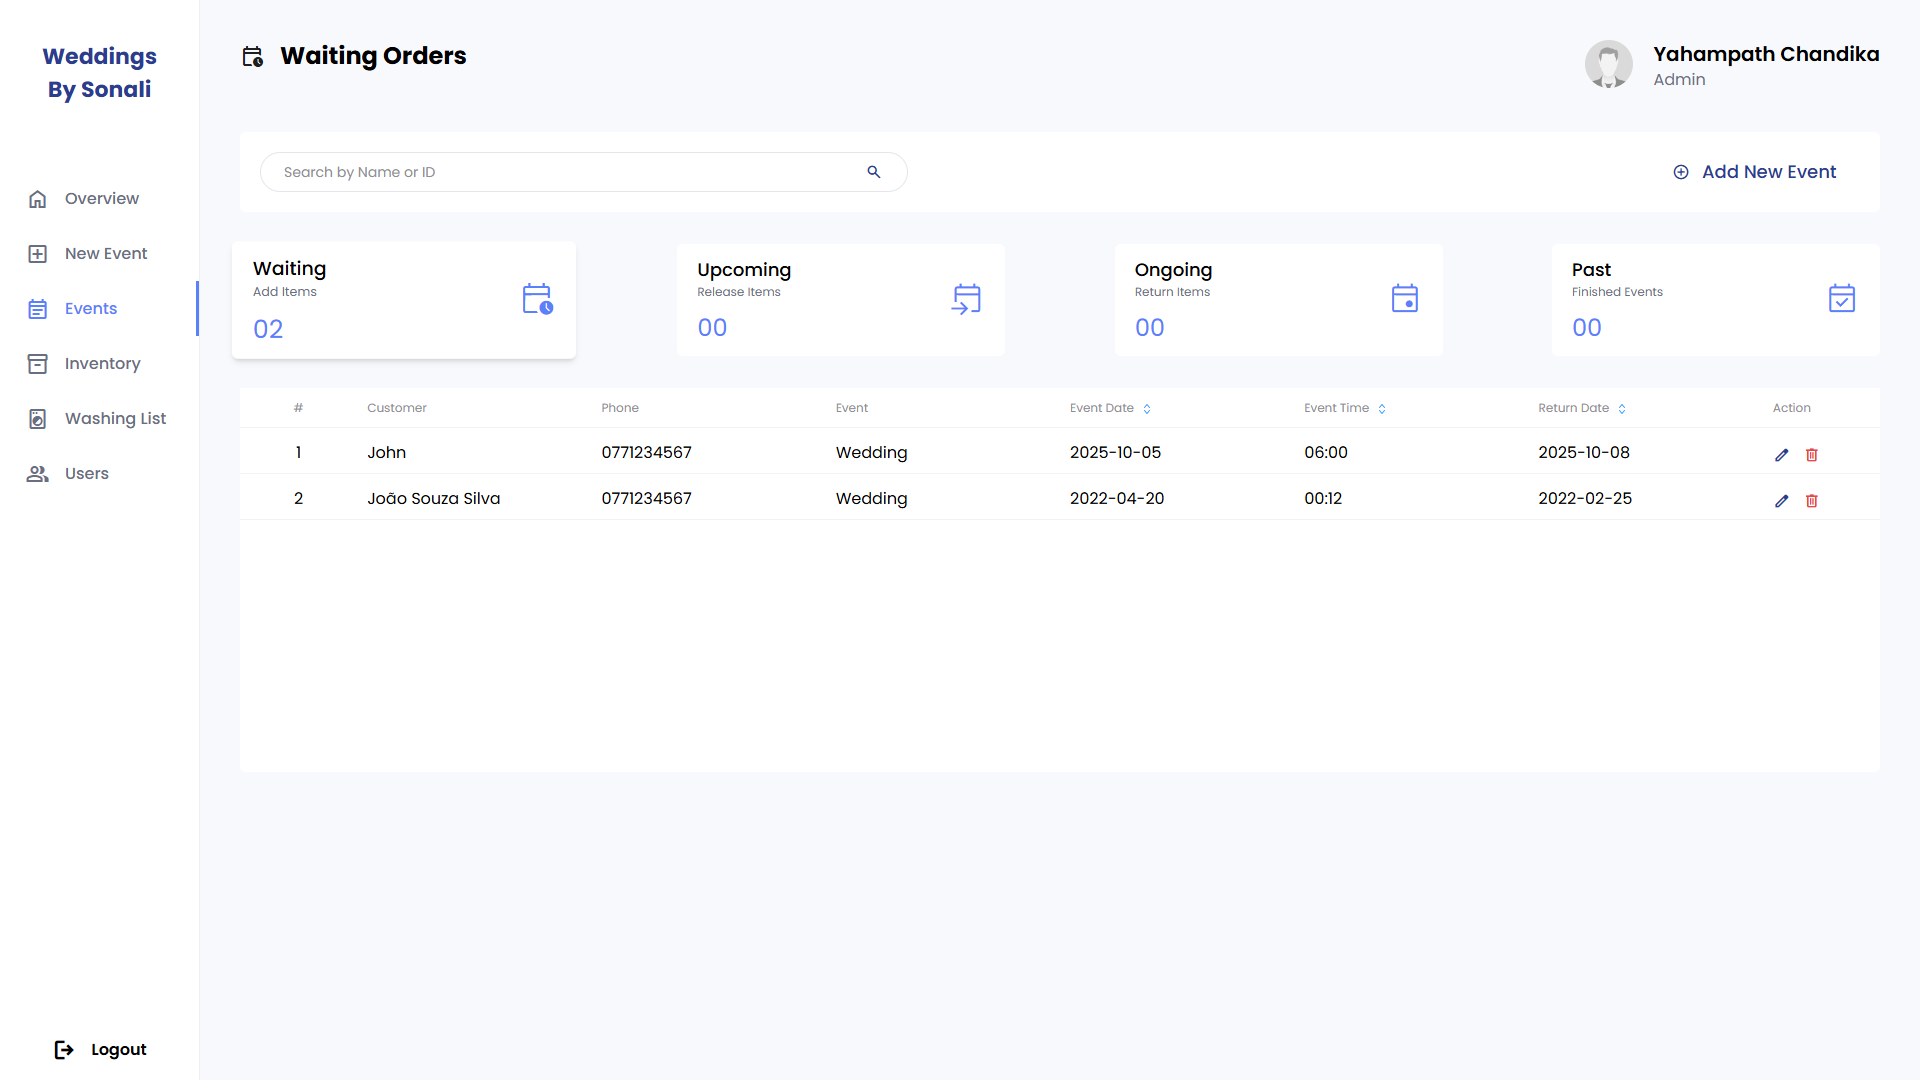 Weddings
By Sonali
Overview
New Event
Events
Inventory
Washing List
Users
Logout
Waiting Orders
Yahampath Chandika
Admin
Search by Name or ID
Add New Event
Waiting
Add Items
02
Upcoming
Release Items
00
Ongoing
Return Items
00
Past
Finished Events
00
# Customer Phone Event Event Date Event Time Return Date Action
1 John 0771234567 Wedding 2025-10-05 06:00 2025-10-08
2 João Souza Silva 0771234567 Wedding 2022-04-20 00:12 2022-02-25